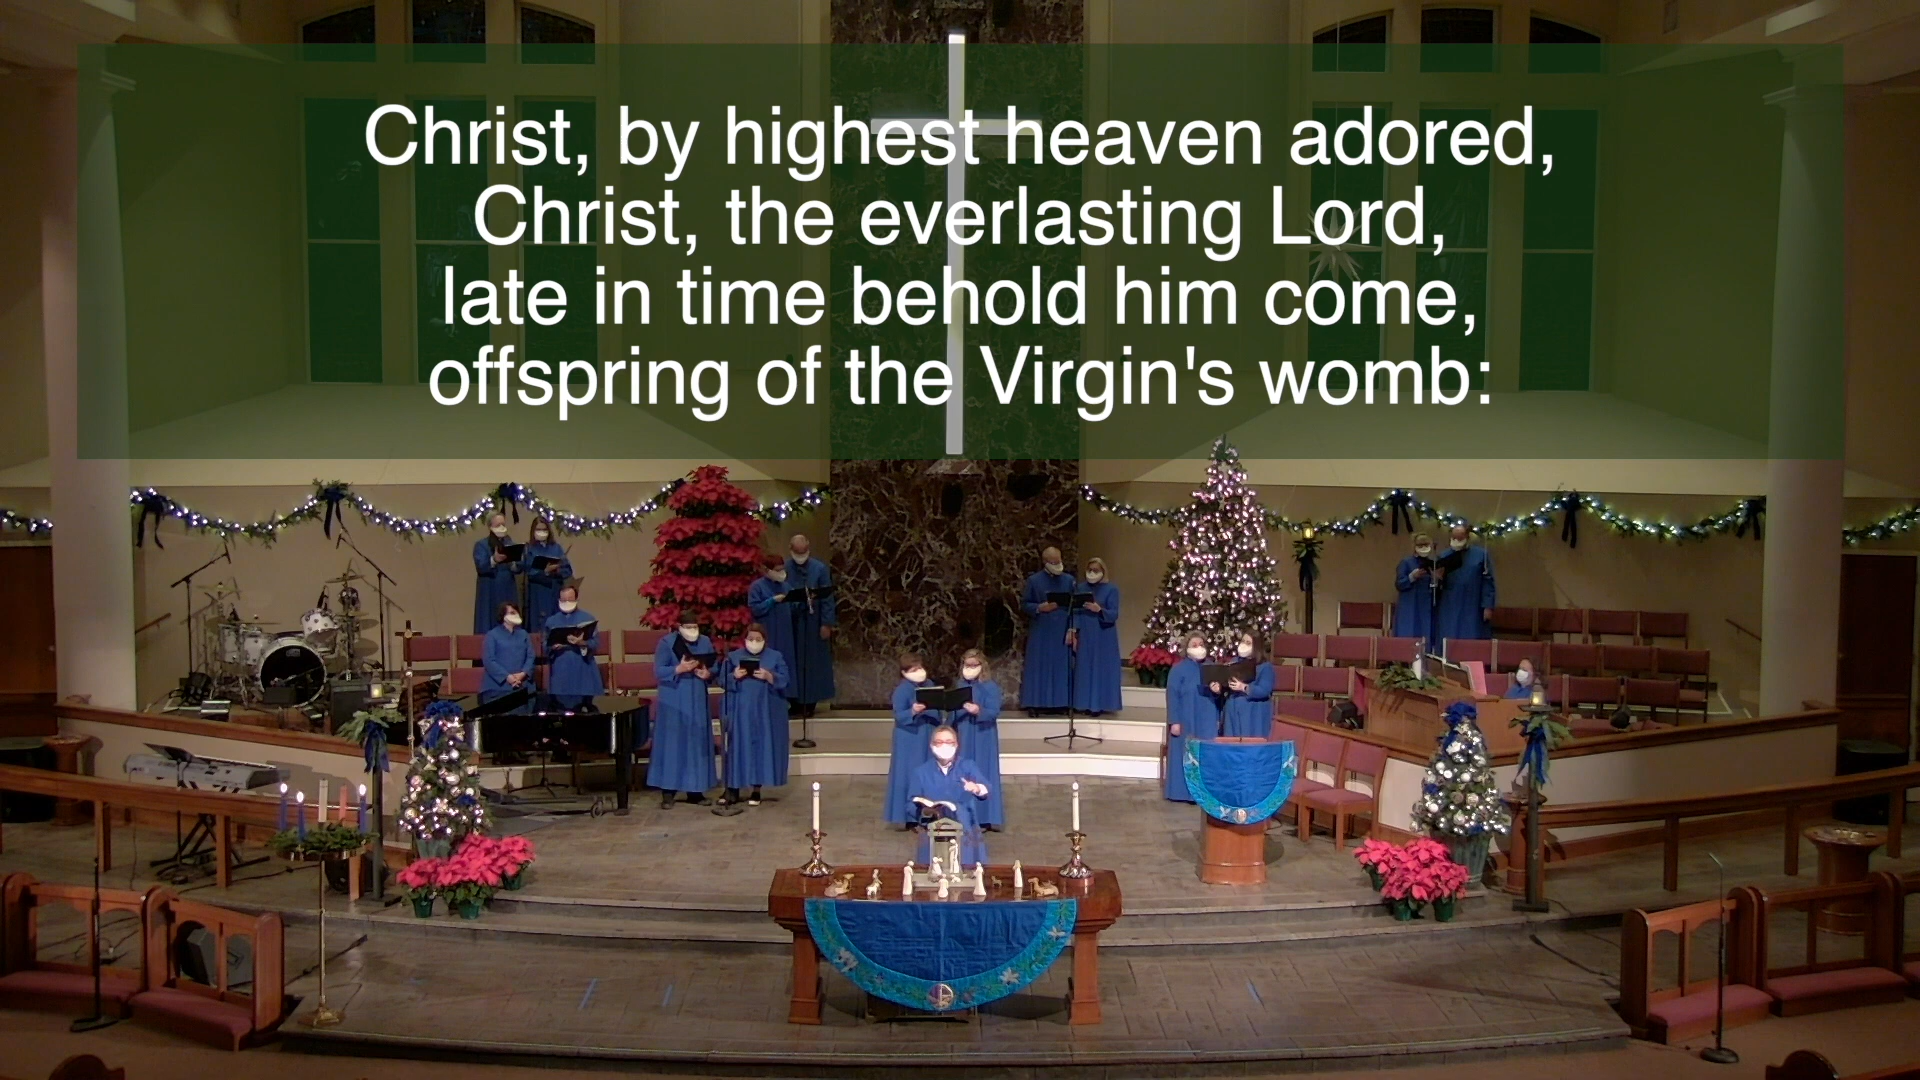 Christ, by highest heaven adored,
Christ, the everlasting Lord,
late in time behold him come,
offspring of the Virgin's womb: